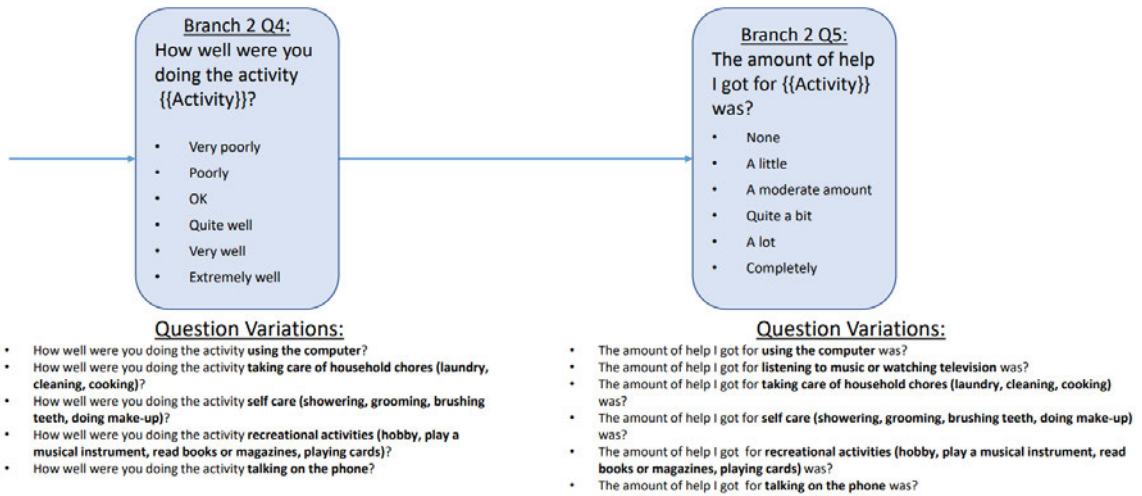 Branch 2 Q4:
How well were you
doing the activity
{{Activity}}?
• Very poorly
• Poorly
• OK
• Quite well
• Very well
• Extremely well
Question Variations:
• How well were you doing the activity using the computer?
• How well were you doing the activity taking care of household chores (laundry,
cleaning, cooking)?
• How well were you doing the activity self care (showering, grooming, brushing
teeth, doing make-up)?
• How well were you doing the activity recreational activities (hobby, play a
musical instrument, read books or magazines, playing cards)?
• How well were you doing the activity talking on the phone?
Branch 2 Q5:
The amount of help
I got for {{Activity}}
was?
• None
• A little
• A moderate amount
• Quite a bit
• A lot
• Completely
Question Variations:
• The amount of help I got for using the computer was?
• The amount of help I got for listening to music or watching television was?
• The amount of help I got for taking care of household chores (laundry, cleaning, cooking)
was?
• The amount of help I got for self care (showering, grooming, brushing teeth, doing make-up)
was?
• The amount of help I got for recreational activities (hobby, play a musical instrument, read
books or magazines, playing cards) was?
• The amount of help I got for talking on the phone was?